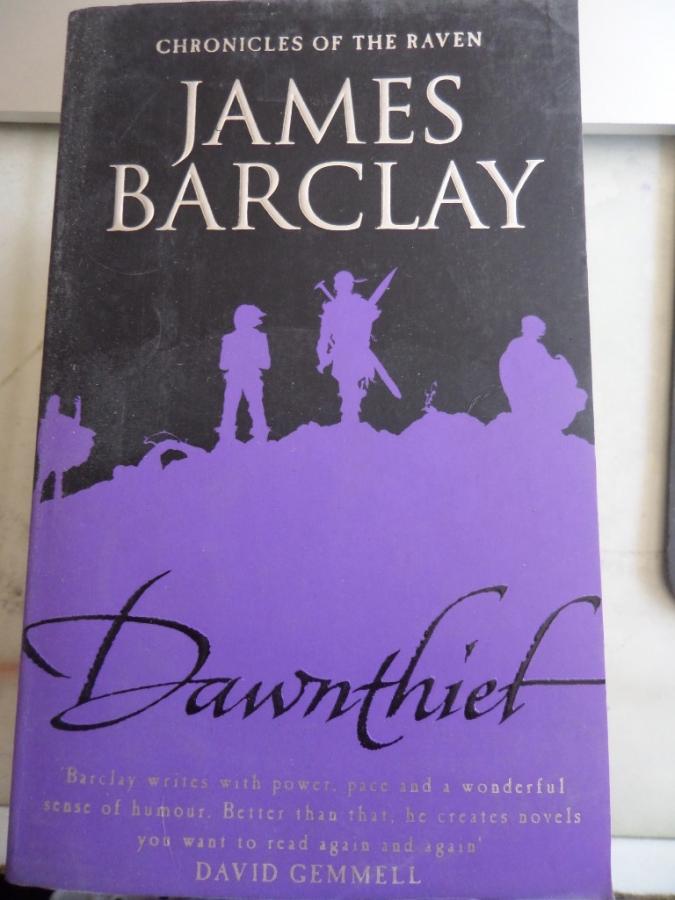 CHRONICLES OF THE RAVEN
JAMES
BARCLAY
Dawnthief
'Barclay writes with power, pace and a wonderful
sense of humour. Better than that, he creates novels
you want to read again and again'
DAVID GEMMELL